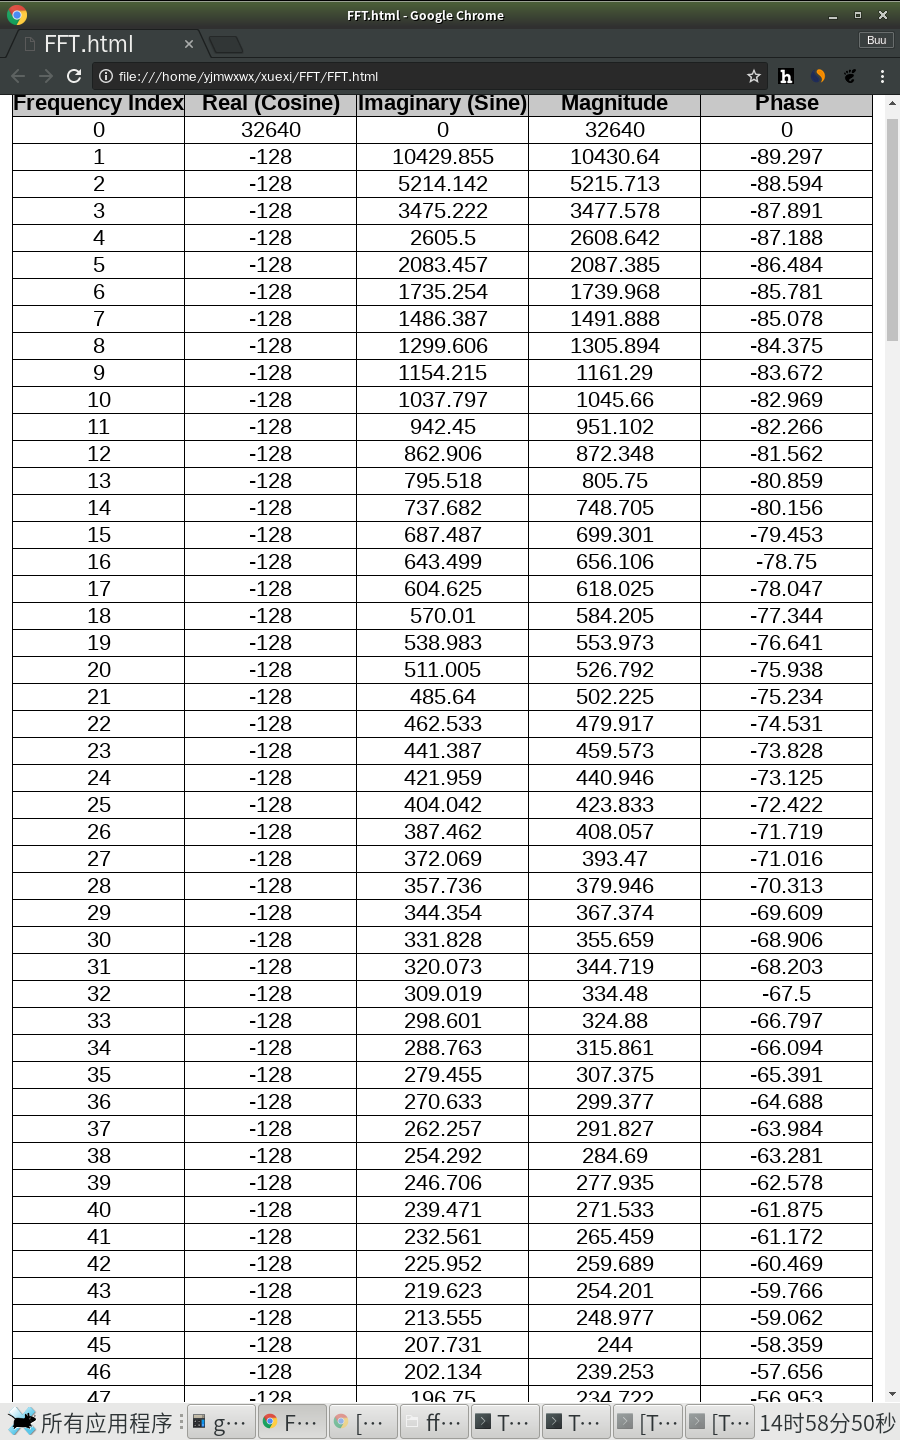 FFT.html - Google Chrome
FFT.html
Buu
file:///home/yjmwxwx/xuexi/FFT/FFT.html
Frequency Index Real (Cosine) Imaginary (Sine) Magnitude Phase
0 32640 0 32640 0
1 -128 10429.855 10430.64 -89.297
2 -128 5214.142 5215.713 -88.594
3 -128 3475.222 3477.578 -87.891
4 -128 2605.5 2608.642 -87.188
5 -128 2083.457 2087.385 -86.484
6 -128 1735.254 1739.968 -85.781
7 -128 1486.387 1491.888 -85.078
8 -128 1299.606 1305.894 -84.375
9 -128 1154.215 1161.29 -83.672
10 -128 1037.797 1045.66 -82.969
11 -128 942.45 951.102 -82.266
12 -128 862.906 872.348 -81.562
13 -128 795.518 805.75 -80.859
14 -128 737.682 748.705 -80.156
15 -128 687.487 699.301 -79.453
16 -128 643.499 656.106 -78.75
17 -128 604.625 618.025 -78.047
18 -128 570.01 584.205 -77.344
19 -128 538.983 553.973 -76.641
20 -128 511.005 526.792 -75.938
21 -128 485.64 502.225 -75.234
22 -128 462.533 479.917 -74.531
23 -128 441.387 459.573 -73.828
24 -128 421.959 440.946 -73.125
25 -128 404.042 423.833 -72.422
26 -128 387.462 408.057 -71.719
27 -128 372.069 393.47 -71.016
28 -128 357.736 379.946 -70.313
29 -128 344.354 367.374 -69.609
30 -128 331.828 355.659 -68.906
31 -128 320.073 344.719 -68.203
32 -128 309.019 334.48 -67.5
33 -128 298.601 324.88 -66.797
34 -128 288.763 315.861 -66.094
35 -128 279.455 307.375 -65.391
36 -128 270.633 299.377 -64.688
37 -128 262.257 291.827 -63.984
38 -128 254.292 284.69 -63.281
39 -128 246.706 277.935 -62.578
40 -128 239.471 271.533 -61.875
41 -128 232.561 265.459 -61.172
42 -128 225.952 259.689 -60.469
43 -128 219.623 254.201 -59.766
44 -128 213.555 248.977 -59.062
45 -128 207.731 244 -58.359
46 -128 202.134 239.253 -57.656
47 -128 196.75 234.722 -56.953
所有应用程序 g... F... [... ff... T... T... [T... [T... 14时58分50秒